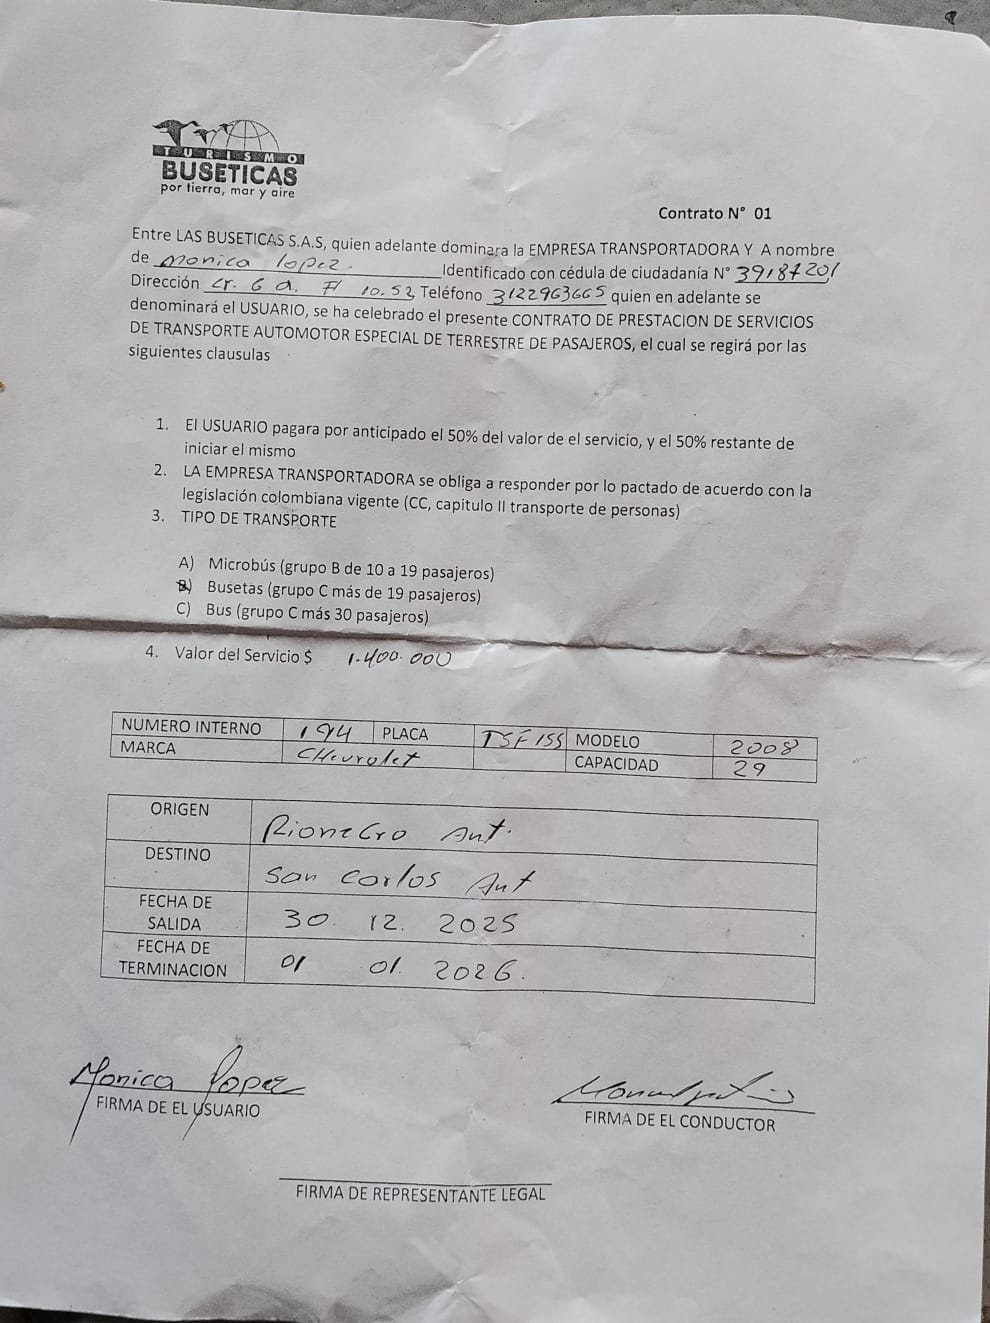 TURISMO
BUSETICAS
por tierra, mar y aire
Contrato N° 01
Entre LAS BUSETICAS S.A.S, quien adelante dominara la EMPRESA TRANSPORTADORA Y A nombre
de monica lopez. Identificado con cédula de ciudadanía N° 39187201
Dirección cr. 6 a. # 10.52 Teléfono 3122963665 quien en adelante se
denominará el USUARIO, se ha celebrado el presente CONTRATO DE PRESTACION DE SERVICIOS
DE TRANSPORTE AUTOMOTOR ESPECIAL DE TERRESTRE DE PASAJEROS, el cual se regirá por las
siguientes clausulas
1. El USUARIO pagara por anticipado el 50% del valor de el servicio, y el 50% restante de
iniciar el mismo
2. LA EMPRESA TRANSPORTADORA se obliga a responder por lo pactado de acuerdo con la
legislación colombiana vigente (CC, capitulo II transporte de personas)
3. TIPO DE TRANSPORTE
A) Microbús (grupo B de 10 a 19 pasajeros)
B) Busetas (grupo C más de 19 pasajeros)
C) Bus (grupo C más 30 pasajeros)
4. Valor del Servicio $ 1.400.000
NUMERO INTERNO 194 PLACA TSF155 MODELO 2008
MARCA CHevrolet CAPACIDAD 29
ORIGEN Rionegro Ant.
DESTINO San Carlos Ant
FECHA DE
SALIDA 30. 12. 2025
FECHA DE
TERMINACION 01 01. 2026.
Monica Lopez
FIRMA DE EL USUARIO
FIRMA DE EL CONDUCTOR
FIRMA DE REPRESENTANTE LEGAL